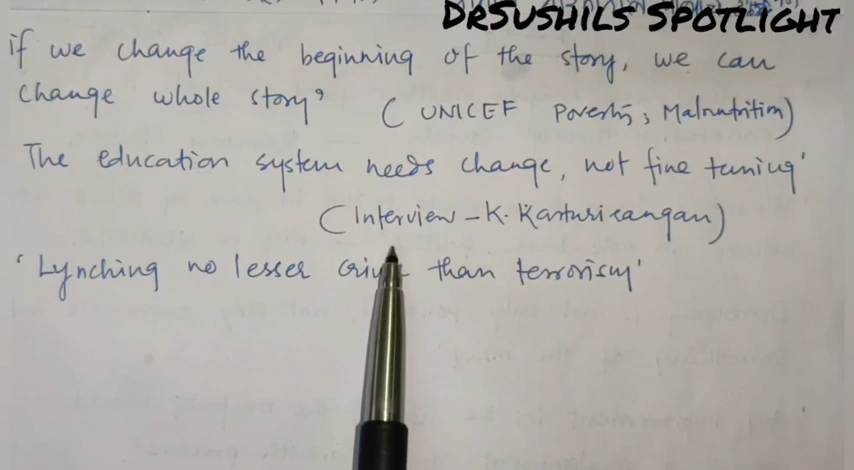 DRSUSHILS SPOTLIGHT
if we change the beginning of the story, we can
change whole story'
(UNICEF Poverty, Malnutrition)
The education system needs change, not fine tuning'
(Interview - K. Kasturirangan)
'Lynching no lesser crime than terrorism'